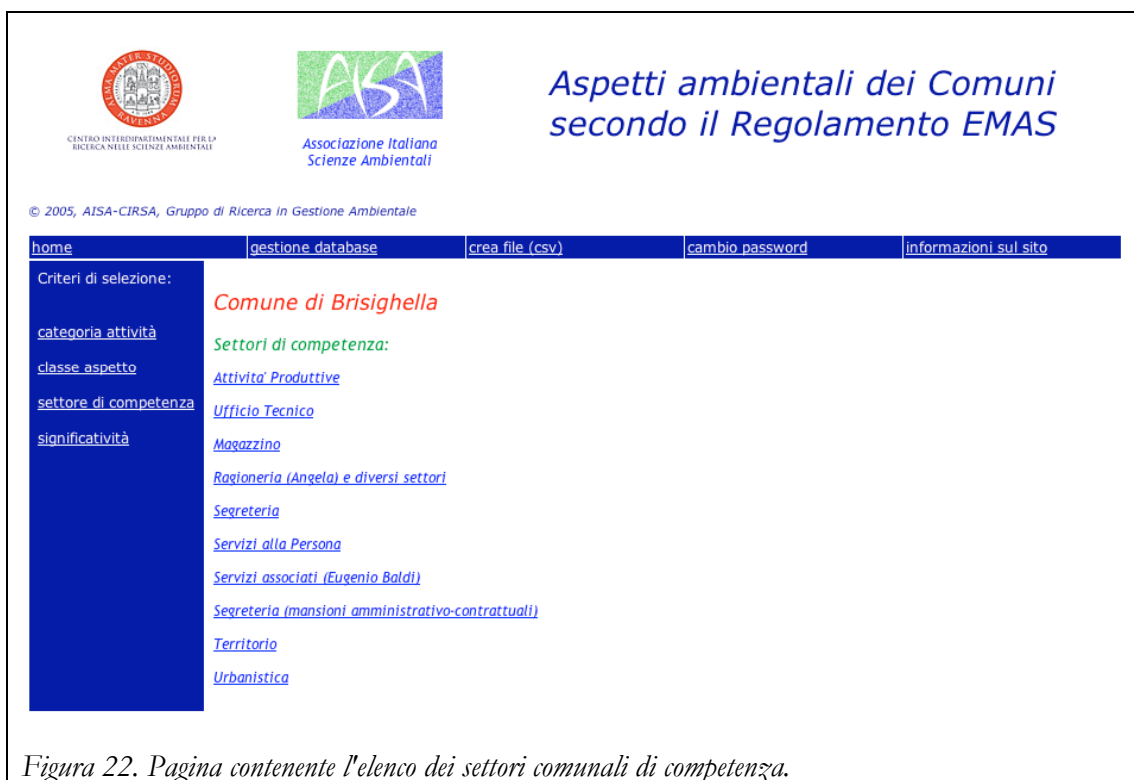 ALMA MATER STUDIORUM
RAVENNA
CENTRO INTERDIPARTIMENTALE PER LA
RICERCA NELLE SCIENZE AMBIENTALI
AISA
Associazione Italiana
Scienze Ambientali
Aspetti ambientali dei Comuni
secondo il Regolamento EMAS
© 2005, AISA-CIRSA, Gruppo di Ricerca in Gestione Ambientale
home gestione database crea file (csv) cambio password informazioni sul sito
Criteri di selezione:
categoria attività
classe aspetto
settore di competenza
significatività
Comune di Brisighella
Settori di competenza:
Attivita' Produttive
Ufficio Tecnico
Magazzino
Ragioneria (Angela) e diversi settori
Segreteria
Servizi alla Persona
Servizi associati (Eugenio Baldi)
Segreteria (mansioni amministrativo-contrattuali)
Territorio
Urbanistica
Figura 22. Pagina contenente l'elenco dei settori comunali di competenza.